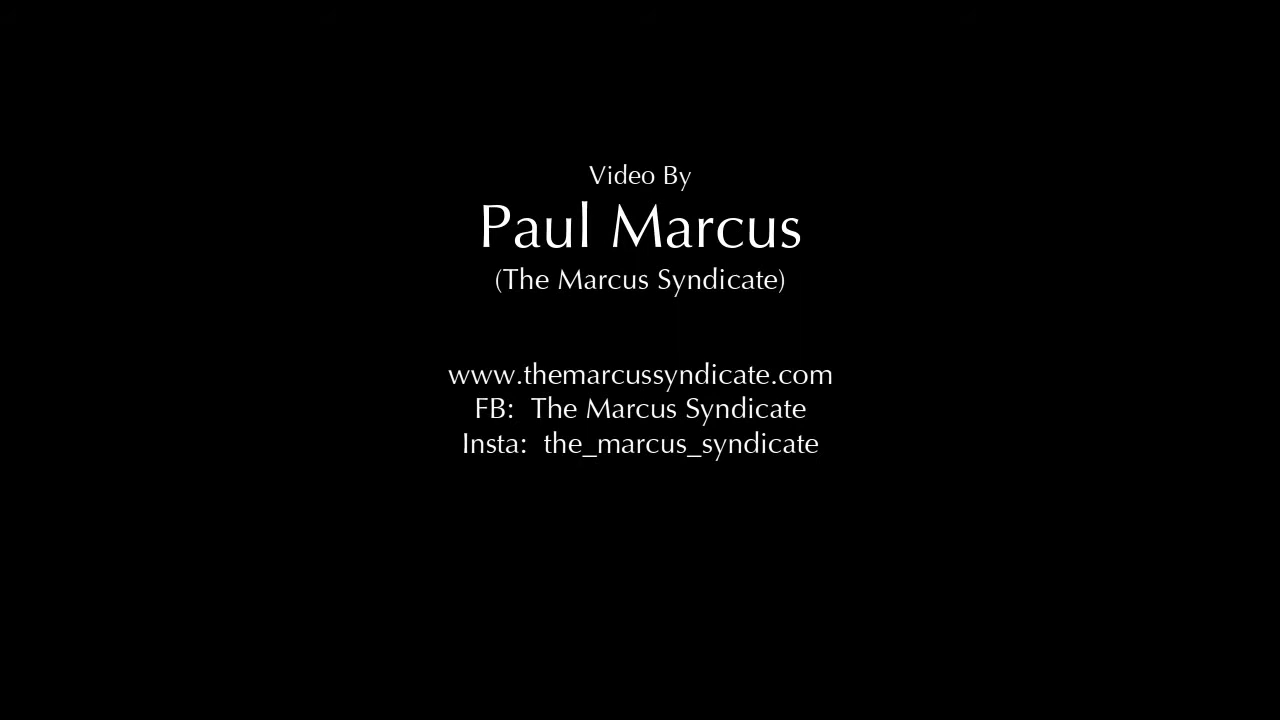 Video By
Paul Marcus
(The Marcus Syndicate)
www.themarcussyndicate.com
FB: The Marcus Syndicate
Insta: the_marcus_syndicate